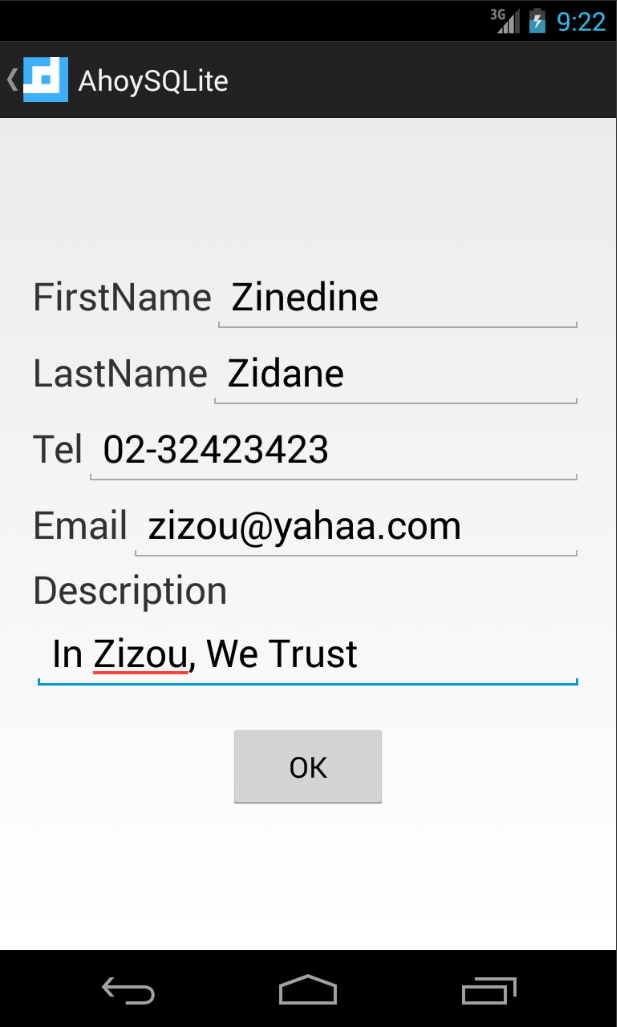 3G 9:22
AhoySQLite
FirstName Zinedine
LastName Zidane
Tel 02-32423423
Email zizou@yahaa.com
Description
In Zizou, We Trust
OK